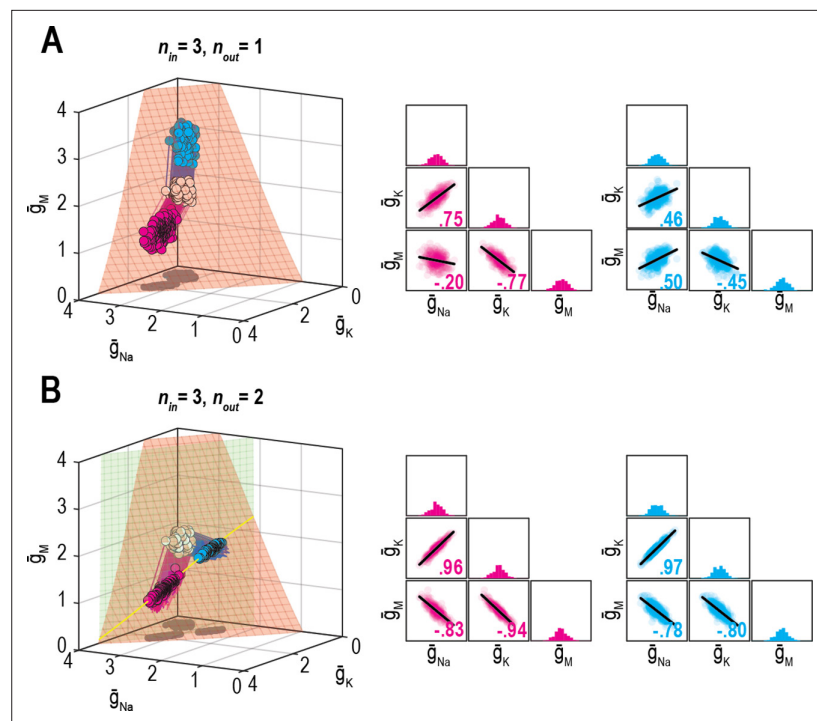 A
n_in = 3, n_out = 1
4
3
2
1
0
ḡ_M
4
3
2
1
0
ḡ_Na
4
2
0
ḡ_K
ḡ_K
.75
ḡ_M
-.20
-.77
ḡ_Na
ḡ_K
ḡ_M
ḡ_K
.46
ḡ_M
.50
-.45
ḡ_Na
ḡ_K
ḡ_M
B
n_in = 3, n_out = 2
4
3
2
1
0
ḡ_M
4
3
2
1
0
ḡ_Na
4
2
0
ḡ_K
ḡ_K
.96
ḡ_M
-.83
-.94
ḡ_Na
ḡ_K
ḡ_M
ḡ_K
.97
ḡ_M
-.78
-.80
ḡ_Na
ḡ_K
ḡ_M